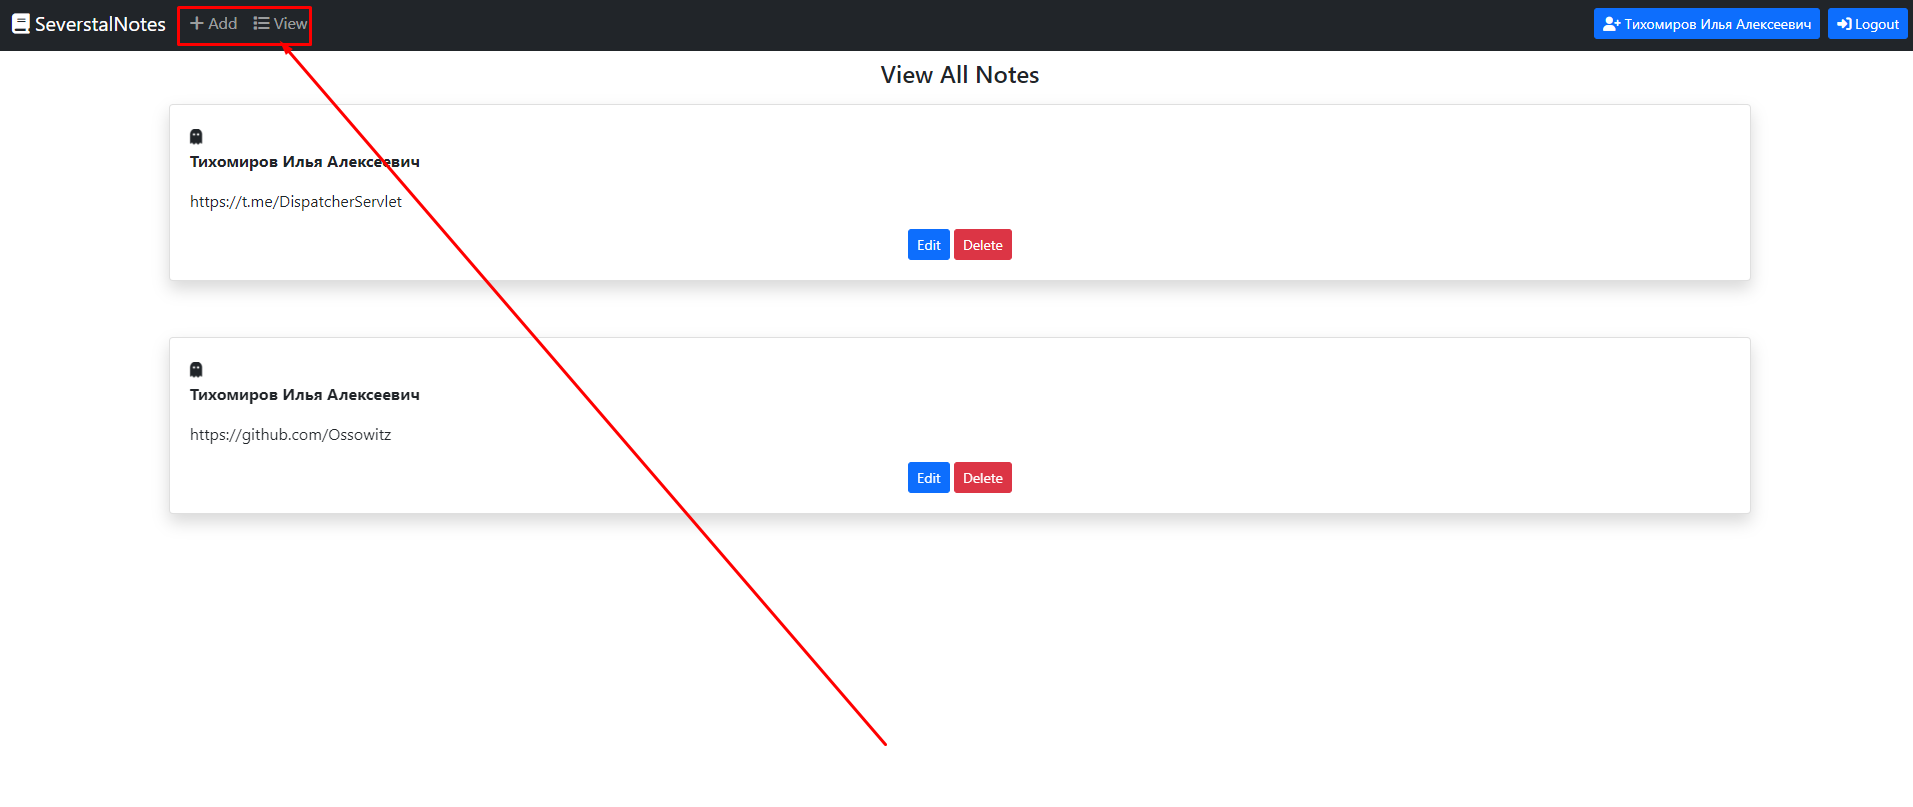 SeverstalNotes Add View Тихомиров Илья Алексеевич Logout
View All Notes
Тихомиров Илья Алексеевич
https://t.me/DispatcherServlet
Edit Delete
Тихомиров Илья Алексеевич
https://github.com/Ossowitz
Edit Delete